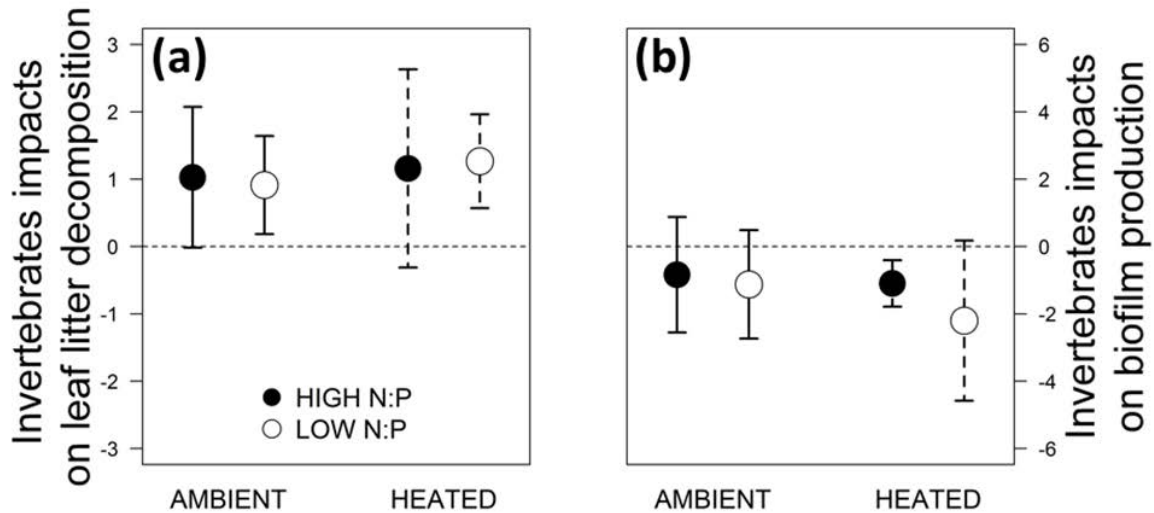 Invertebrates impacts
on leaf litter decomposition
3
2
1
0
-1
-2
-3
(a)
HIGH N:P
LOW N:P
AMBIENT HEATED
(b)
6
4
2
0
-2
-4
-6
Invertebrates impacts
on biofilm production
AMBIENT HEATED